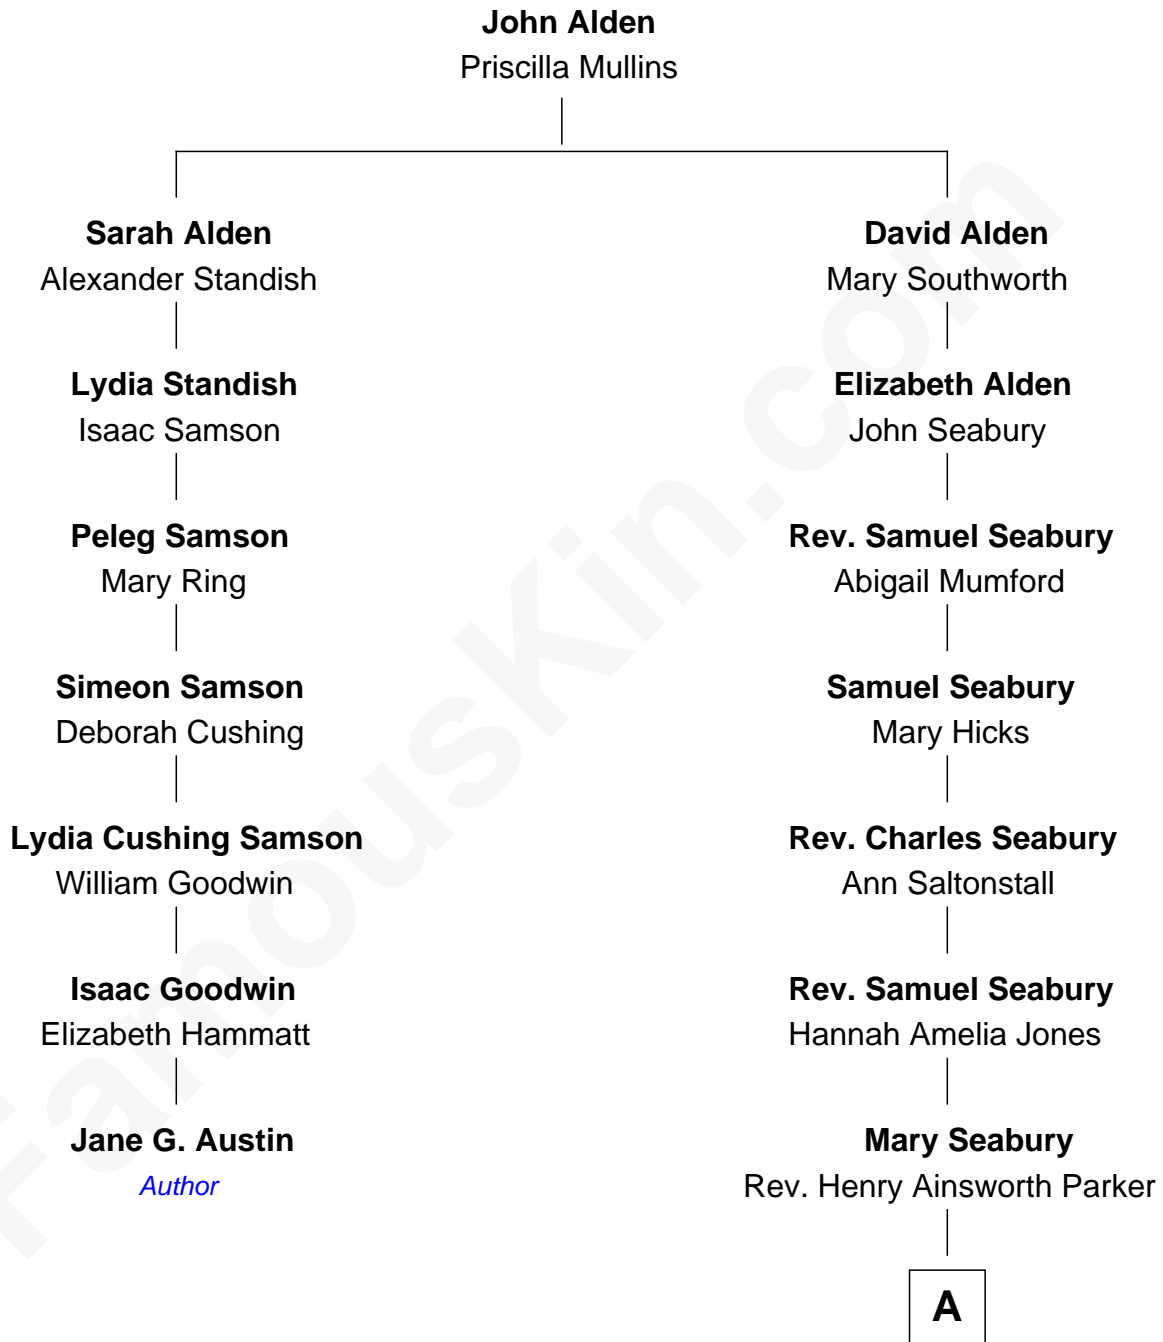 John Alden
Priscilla Mullins
Sarah Alden
Alexander Standish
Lydia Standish
Isaac Samson
Peleg Samson
Mary Ring
Simeon Samson
Deborah Cushing
Lydia Cushing Samson
William Goodwin
Isaac Goodwin
Elizabeth Hammatt
Jane G. Austin
Author
David Alden
Mary Southworth
Elizabeth Alden
John Seabury
Rev. Samuel Seabury
Abigail Mumford
Samuel Seabury
Mary Hicks
Rev. Charles Seabury
Ann Saltonstall
Rev. Samuel Seabury
Hannah Amelia Jones
Mary Seabury
Rev. Henry Ainsworth Parker
A
FamousKin.com